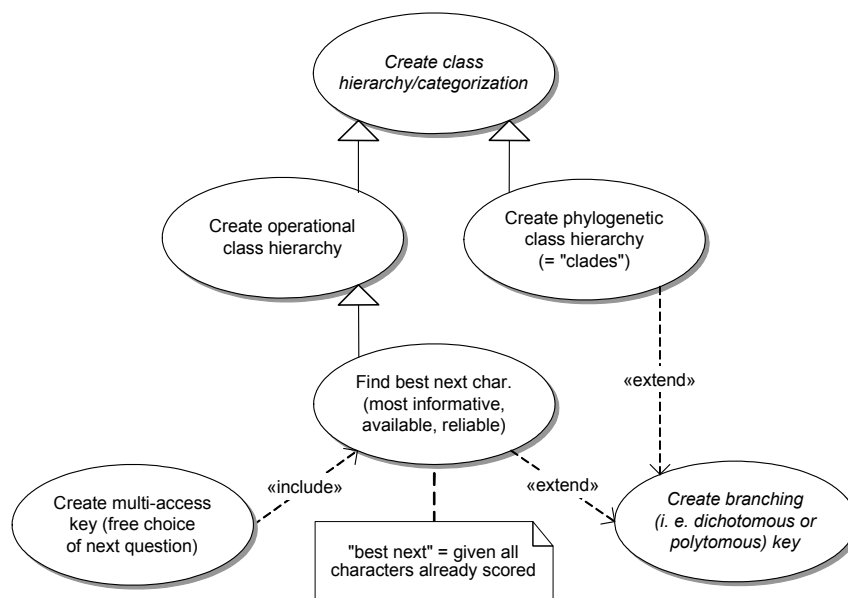 Create class
hierarchy/categorization
Create operational
class hierarchy
Create phylogenetic
class hierarchy
(= "clades")
«extend»
Find best next char.
(most informative,
available, reliable)
«include»
«extend»
Create multi-access
key (free choice
of next question)
"best next" = given all
characters already scored
Create branching
(i. e. dichotomous or
polytomous) key